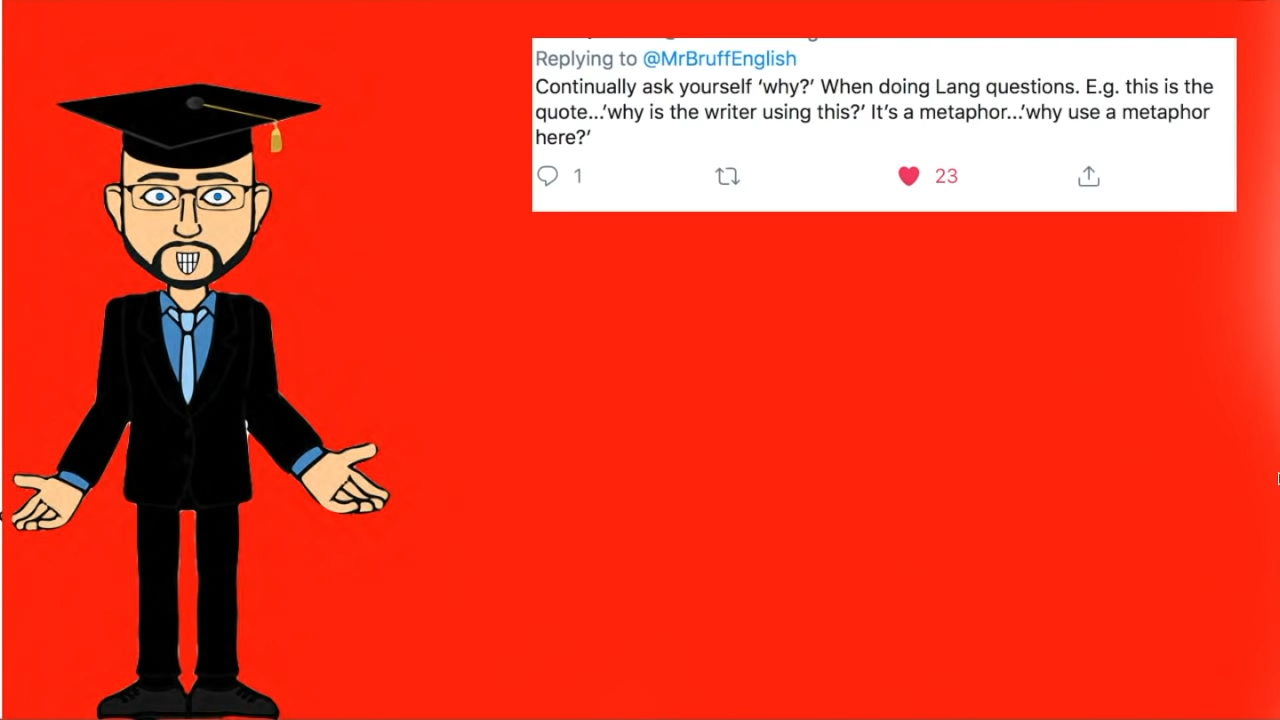 Replying to @MrBruffEnglish
Continually ask yourself ‘why?’ When doing Lang questions. E.g. this is the
quote...’why is the writer using this?’ It’s a metaphor...’why use a metaphor
here?’
1
23